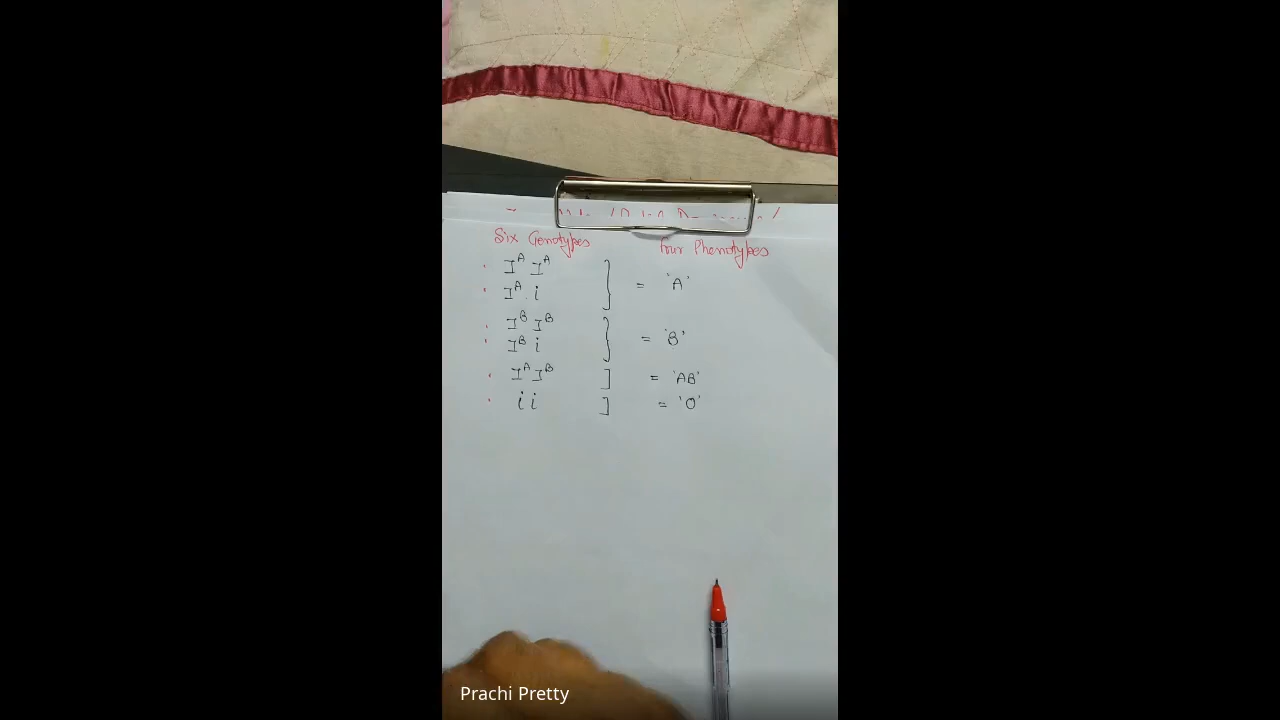 Six Genotypes Four Phenotypes
I^A I^A
I^A i } = 'A'
I^B I^B
I^B i } = 'B'
I^A I^B ] = 'AB'
i i ] = 'O'
Prachi Pretty